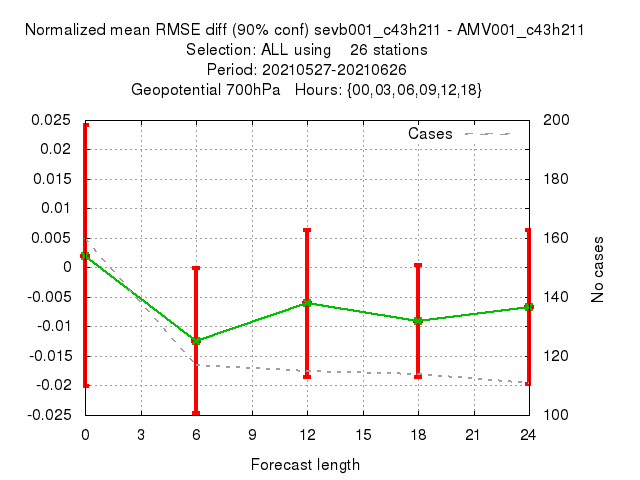 Normalized mean RMSE diff (90% conf) sevb001_c43h211 - AMV001_c43h211
Selection: ALL using 26 stations
Period: 20210527-20210626
Geopotential 700hPa Hours: {00,03,06,09,12,18}
Cases
0.025
0.02
0.015
0.01
0.005
0
-0.005
-0.01
-0.015
-0.02
-0.025
200
180
160
140
120
100
No cases
0 3 6 9 12 15 18 21 24
Forecast length